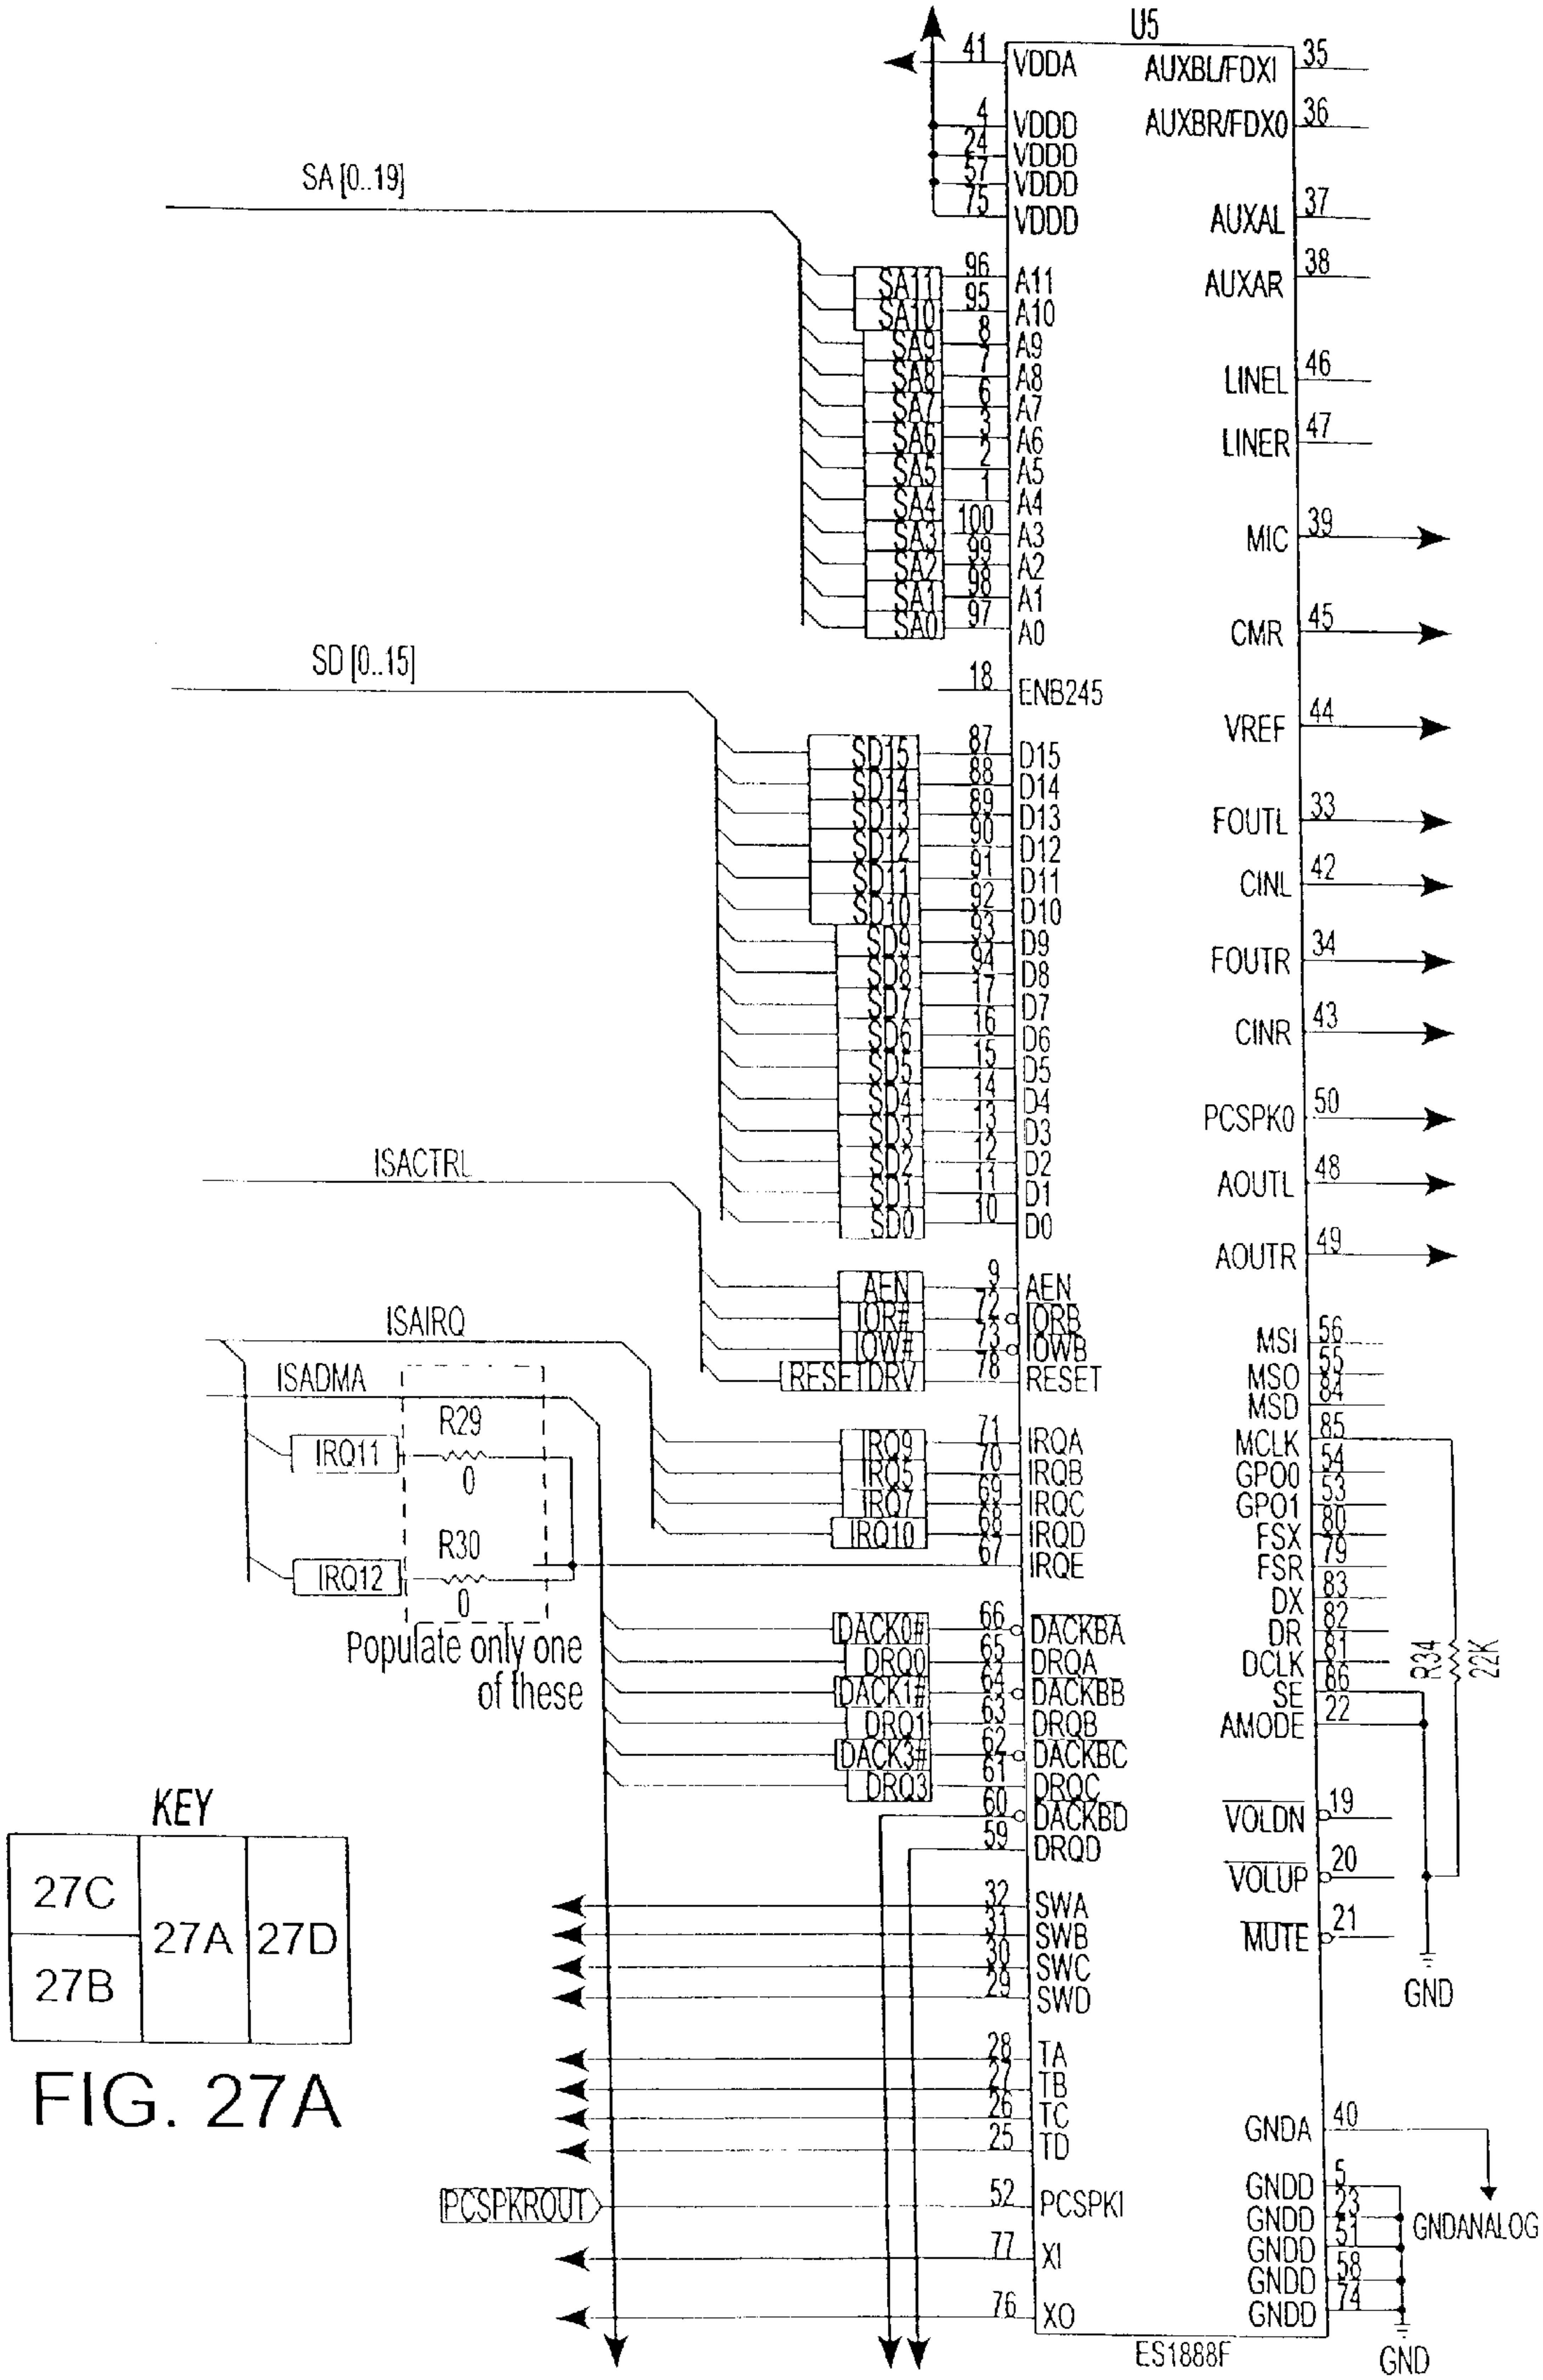 U5
41 VDDA
4 VDDD
24 VDDD
57 VDDD
75 VDDD
SA [0..19]
SA11 96 A11
SA10 95 A10
SA9 8 A9
SA8 7 A8
SA7 6 A7
SA6 3 A6
SA5 2 A5
SA4 1 A4
SA3 100 A3
SA2 99 A2
SA1 98 A1
SA0 97 A0
18 ENB245
SD [0..15]
SD15 87 D15
SD14 88 D14
SD13 89 D13
SD12 90 D12
SD11 91 D11
SD10 92 D10
SD9 93 D9
SD8 94 D8
SD7 17 D7
SD6 16 D6
SD5 15 D5
SD4 14 D4
SD3 13 D3
SD2 12 D2
SD1 11 D1
SD0 10 D0
ISACTRL
AEN 9 AEN
IOR# 72 IORB
IOW# 73 IOWB
RESETDRV 78 RESET
ISAIRQ
ISADMA
R29
IRQ11
0
R30
IRQ12
0
Populate only one
of these
IRQ9 71 IRQA
IRQ5 70 IRQB
IRQ7 69 IRQC
IRQ10 68 IRQD
67 IRQE
DACK0# 66 DACKBA
DRQ0 65 DRQA
DACK1# 64 DACKBB
DRQ1 63 DRQB
DACK3# 62 DACKBC
DRQ3 61 DRQC
60 DACKBD
59 DRQD
32 SWA
31 SWB
30 SWC
29 SWD
28 TA
27 TB
26 TC
25 TD
PCSPKROUT 52 PCSPKI
77 XI
76 XO
AUXBL/FDXI 35
AUXBR/FDX0 36
AUXAL 37
AUXAR 38
LINEL 46
LINER 47
MIC 39
CMR 45
VREF 44
FOUTL 33
CINL 42
FOUTR 34
CINR 43
PCSPK0 50
AOUTL 48
AOUTR 49
MSI 56
MSO 55
MSD 84
MCLK 85
GPO0 54
GPO1 53
FSX 80
FSR 79
DX 83
DR 82
DCLK 81
SE 86
AMODE 22
R34
22K
VOLDN 19
VOLUP 20
MUTE 21
GND
GNDA 40
GNDD 5
GNDD 23
GNDD 51
GNDD 58
GNDD 74
GNDANALOG
GND
ES1888F
KEY
27C
27A
27D
27B
FIG. 27A